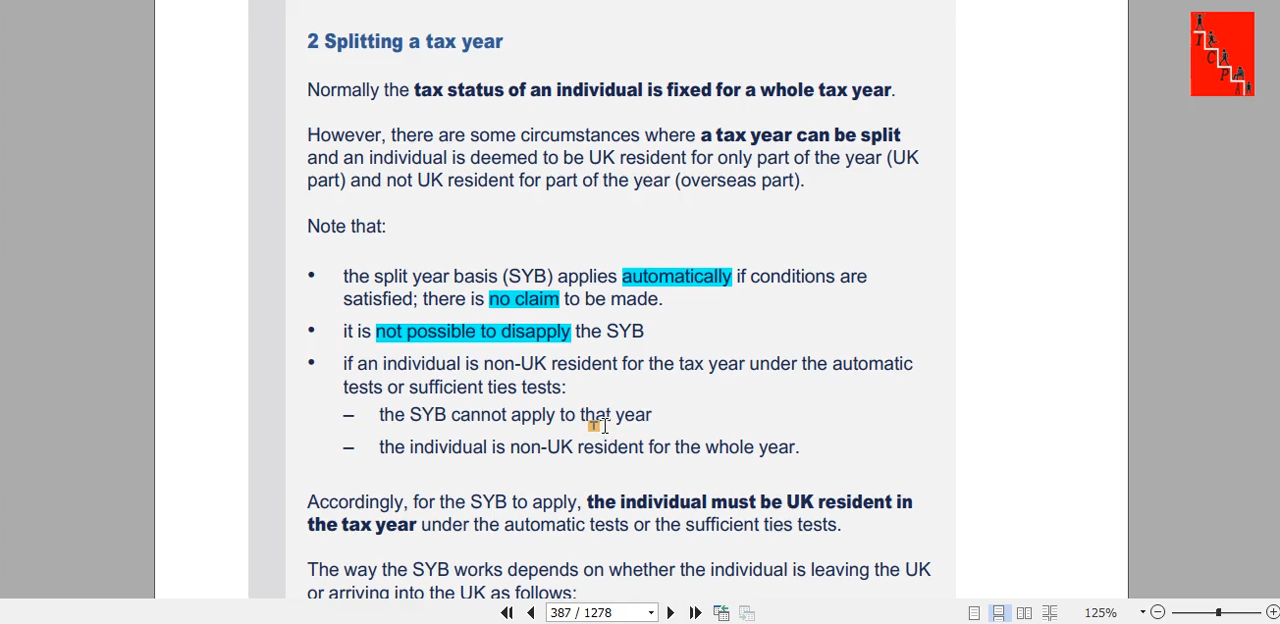 2 Splitting a tax year
Normally the tax status of an individual is fixed for a whole tax year.
However, there are some circumstances where a tax year can be split
and an individual is deemed to be UK resident for only part of the year (UK
part) and not UK resident for part of the year (overseas part).
Note that:
• the split year basis (SYB) applies automatically if conditions are
satisfied; there is no claim to be made.
• it is not possible to disapply the SYB
• if an individual is non-UK resident for the tax year under the automatic
tests or sufficient ties tests:
– the SYB cannot apply to that year
– the individual is non-UK resident for the whole year.
Accordingly, for the SYB to apply, the individual must be UK resident in
the tax year under the automatic tests or the sufficient ties tests.
The way the SYB works depends on whether the individual is leaving the UK
or arriving into the UK as follows:
387 / 1278
125%
T
C
P
A